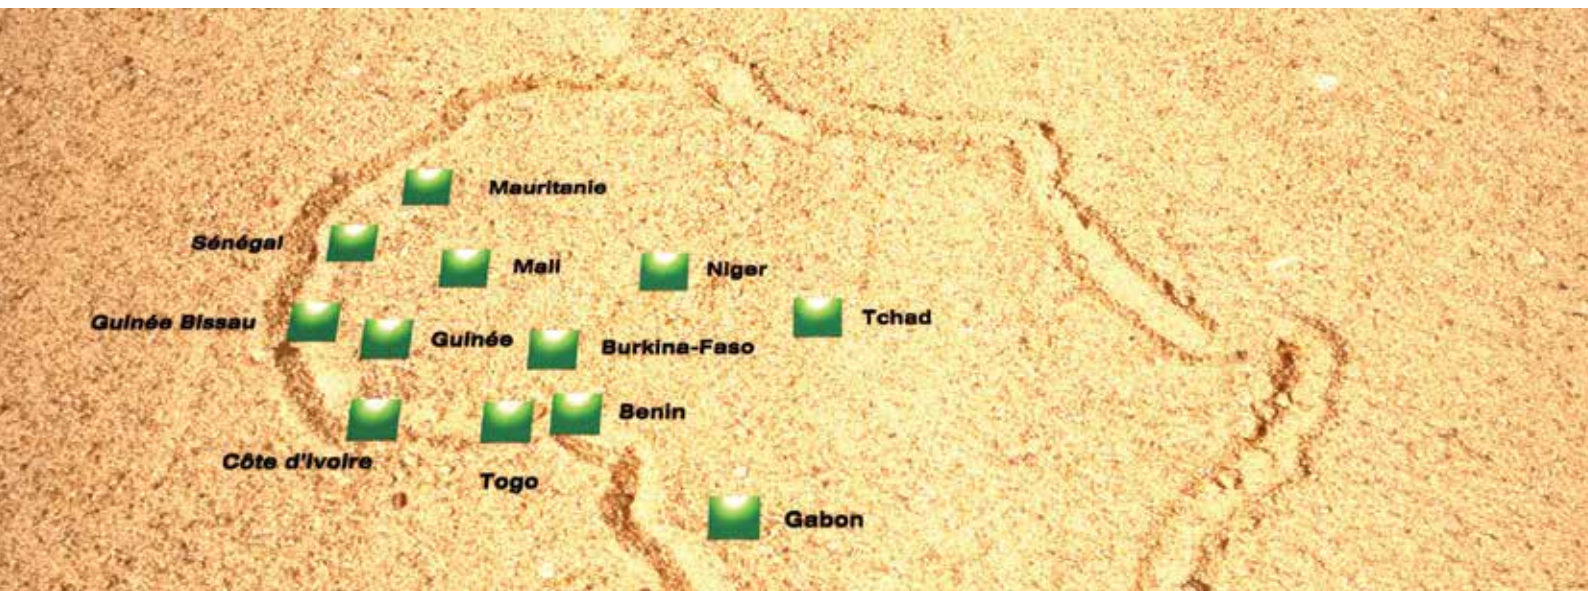 Mauritanie
Sénégal
Mali
Niger
Guinée Bissau
Guinée
Burkina-Faso
Tchad
Côte d'Ivoire
Togo
Benin
Gabon